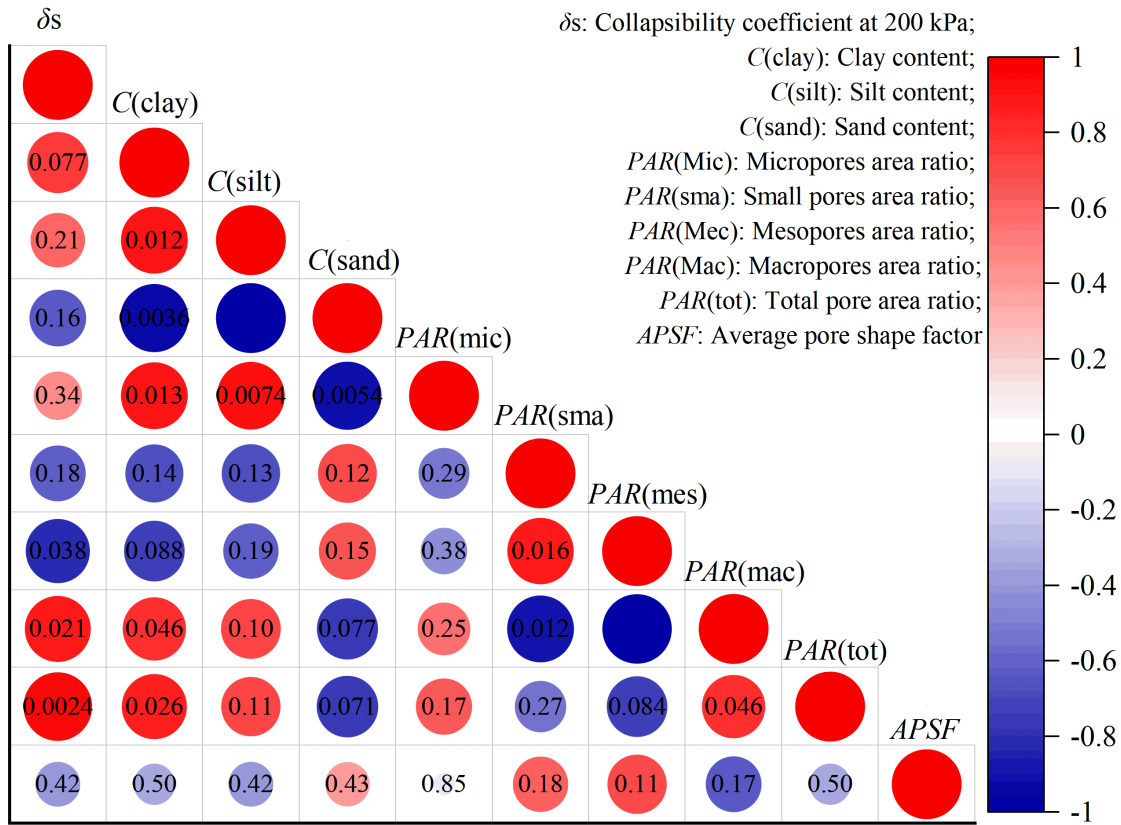 δs
δs: Collapsibility coefficient at 200 kPa;
C(clay): Clay content;
C(silt): Silt content;
C(sand): Sand content;
PAR(Mic): Micropores area ratio;
PAR(sma): Small pores area ratio;
PAR(Mec): Mesopores area ratio;
PAR(Mac): Macropores area ratio;
PAR(tot): Total pore area ratio;
APSF: Average pore shape factor
C(clay)
0.077
C(silt)
0.21 0.012
C(sand)
0.16 0.0036
PAR(mic)
0.34 0.013 0.0074 0.0054
PAR(sma)
0.18 0.14 0.13 0.12 0.29
PAR(mes)
0.038 0.088 0.19 0.15 0.38 0.016
PAR(mac)
0.021 0.046 0.10 0.077 0.25 0.012
PAR(tot)
0.0024 0.026 0.11 0.071 0.17 0.27 0.084 0.046
APSF
0.42 0.50 0.42 0.43 0.85 0.18 0.11 0.17 0.50
1
0.8
0.6
0.4
0.2
0
-0.2
-0.4
-0.6
-0.8
-1